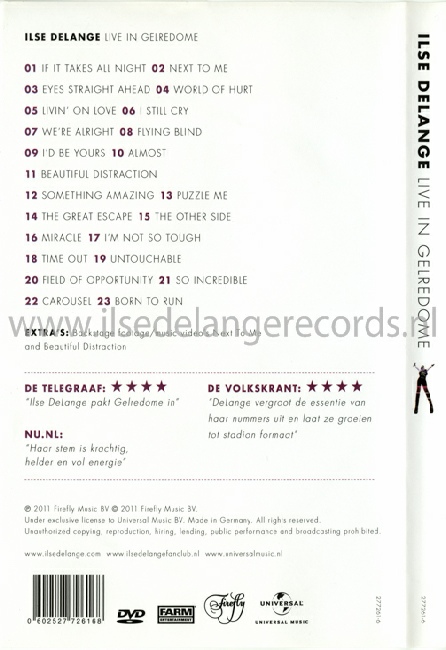 ILSE DELANGE LIVE IN GELREDOME
01 IF IT TAKES ALL NIGHT 02 NEXT TO ME
03 EYES STRAIGHT AHEAD 04 WORLD OF HURT
05 LIVIN' ON LOVE 06 I STILL CRY
07 WE'RE ALRIGHT 08 FLYING BLIND
09 I'D BE YOURS 10 ALMOST
11 BEAUTIFUL DISTRACTION
12 SOMETHING AMAZING 13 PUZZLE ME
14 THE GREAT ESCAPE 15 THE OTHER SIDE
16 MIRACLE 17 I'M NOT SO TOUGH
18 TIME OUT 19 UNTOUCHABLE
20 FIELD OF OPPORTUNITY 21 SO INCREDIBLE
22 CAROUSEL 23 BORN TO RUN
www.ilsedelangerecords.nl
EXTRA'S: Backstage footage/music video's Next To Me
and Beautiful Distraction
DE TELEGRAAF: ★★★★
"Ilse DeLange pakt Gelredome in"
NU.NL:
"Haar stem is krachtig,
helder en vol energie"
DE VOLKSKRANT: ★★★★
"Delange vergroot de essentie van
haar nummers uit en laat ze groeien
tot stadion formaat"
℗ 2011 Firefly Music BV © 2011 Firefly Music BV.
Under exclusive license to Universal Music BV. Made in Germany. All rights reserved.
Unauthorized copying, reproduction, hiring, lending, public performance and broadcasting prohibited.
www.ilsedelange.com www.ilsedelangefanclub.nl www.universalmusic.nl
0 602527 726168
DVD
FARM
ENTERTAINMENT
Firefly
UNIVERSAL
UNIVERSAL MUSIC
277261-6
ILSE DELANGE LIVE IN GELREDOME
277261-6